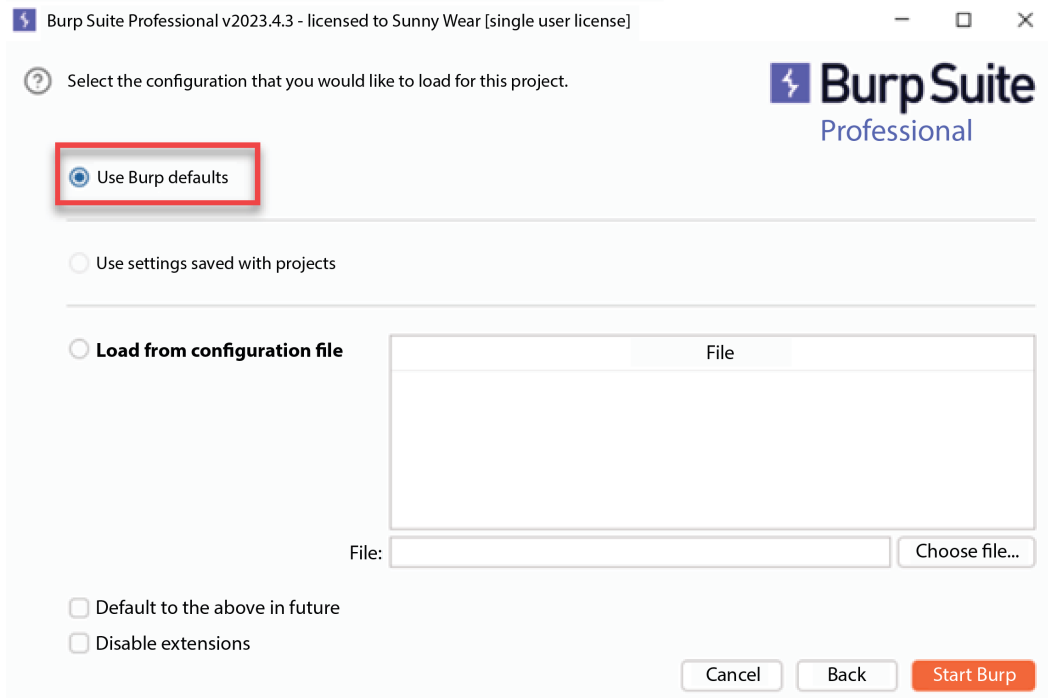 Burp Suite Professional v2023.4.3 - licensed to Sunny Wear [single user license]
Select the configuration that you would like to load for this project.
Burp Suite
Professional
Use Burp defaults
Use settings saved with projects
Load from configuration file
File
File:
Choose file...
Default to the above in future
Disable extensions
Cancel
Back
Start Burp